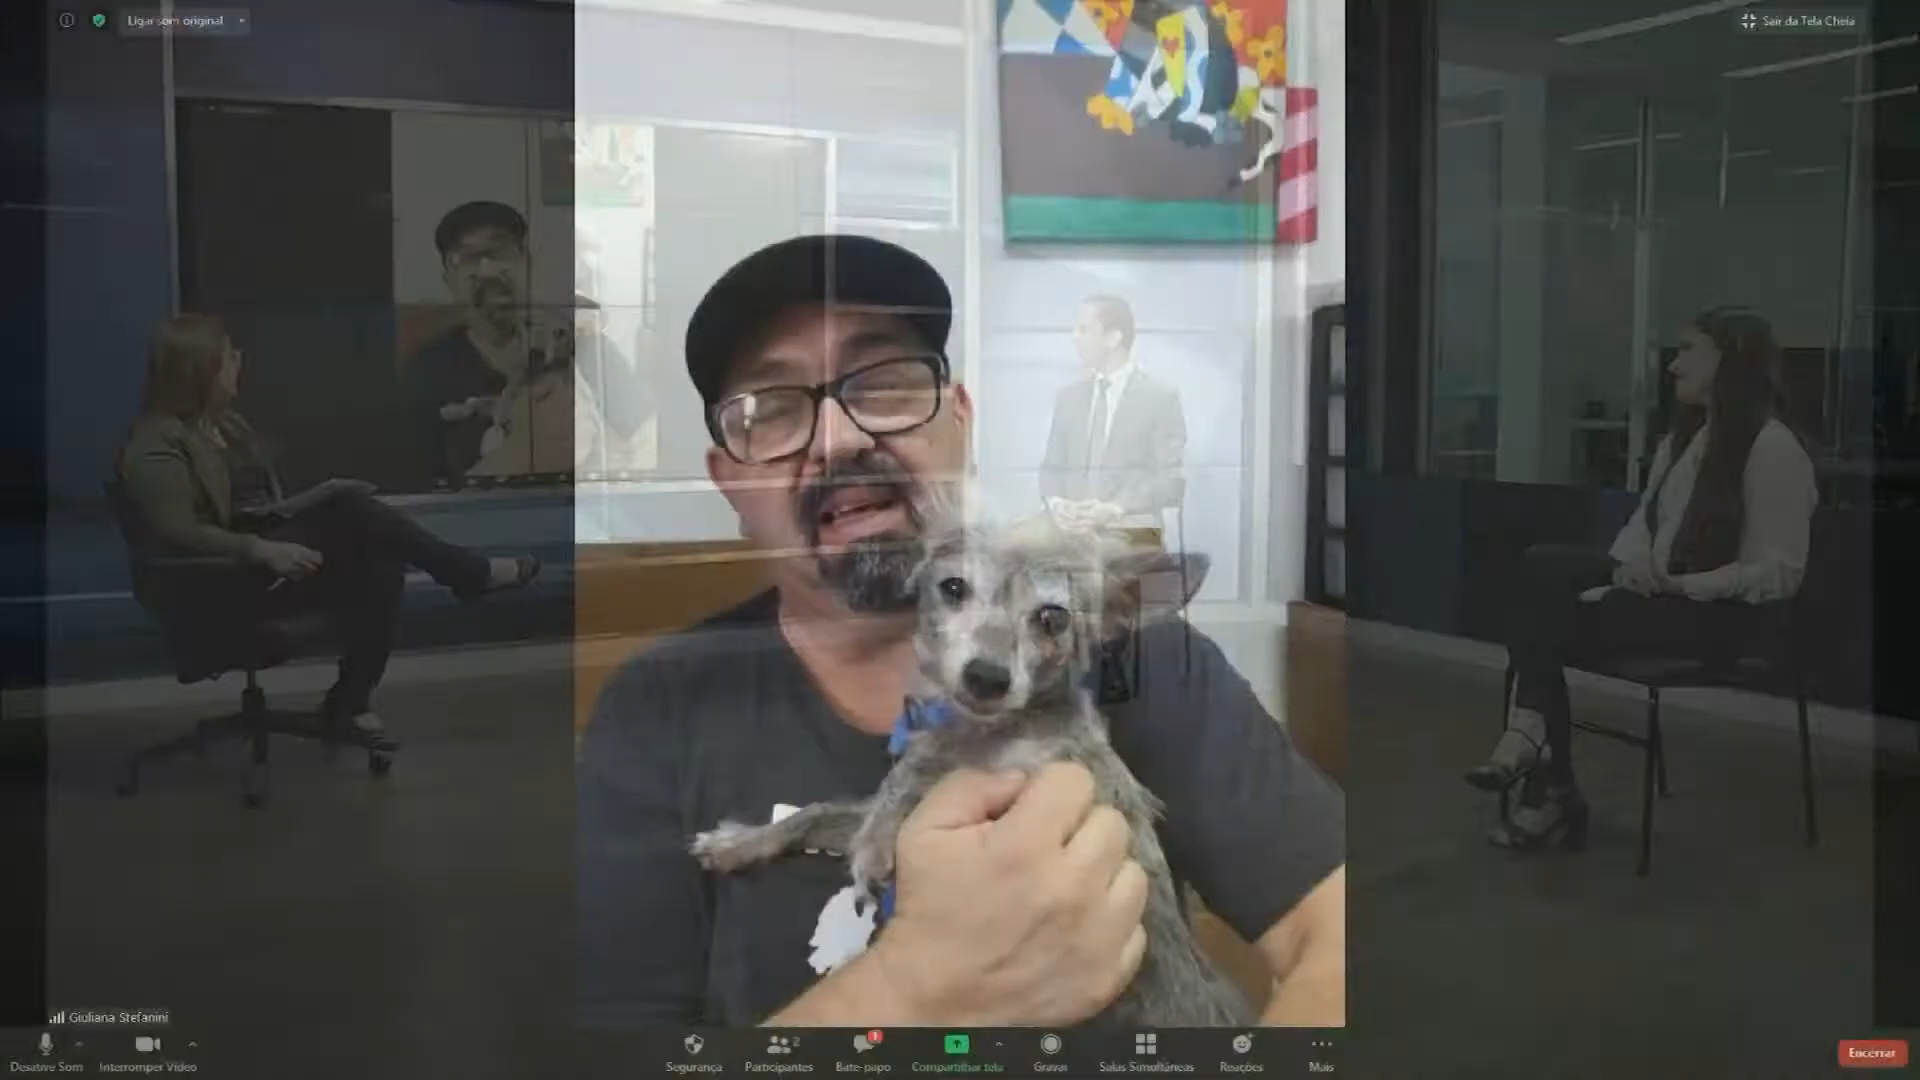 Ligar som original
Sair da Tela Cheia
Giuliana Stefanini
Desative Som
Interromper Vídeo
Segurança
Participantes
2
Bate-papo
1
Compartilhar tela
Gravar
Salas Simultâneas
Reações
Mais
Encerrar